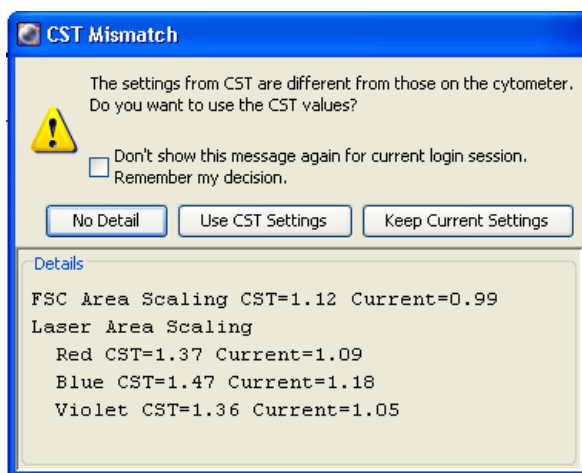 CST Mismatch
The settings from CST are different from those on the cytometer.
Do you want to use the CST values?
Don't show this message again for current login session.
Remember my decision.
No Detail Use CST Settings Keep Current Settings
Details
FSC Area Scaling CST=1.12 Current=0.99
Laser Area Scaling
Red CST=1.37 Current=1.09
Blue CST=1.47 Current=1.18
Violet CST=1.36 Current=1.05